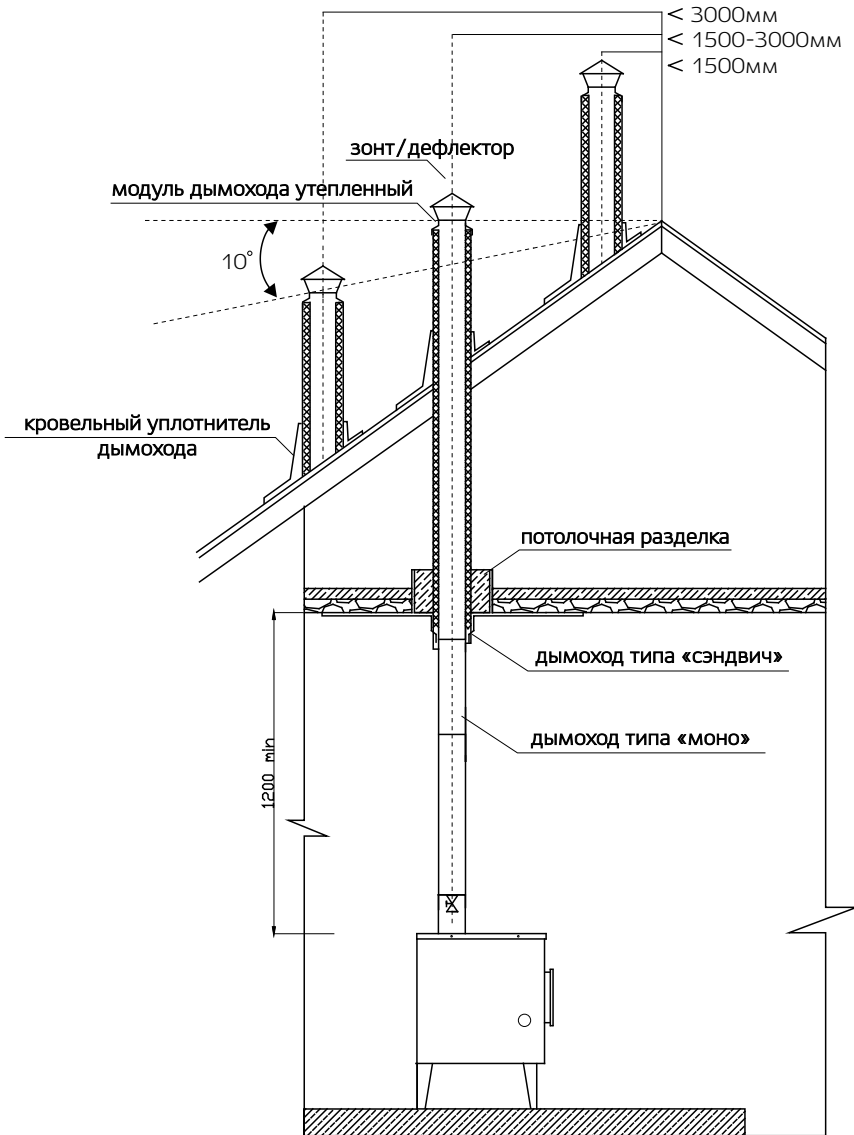 < 3000мм
< 1500-3000мм
< 1500мм
зонт/дефлектор
модуль дымохода утепленный
10°
кровельный уплотнитель
дымохода
потолочная разделка
дымоход типа «сэндвич»
дымоход типа «моно»
1200 min